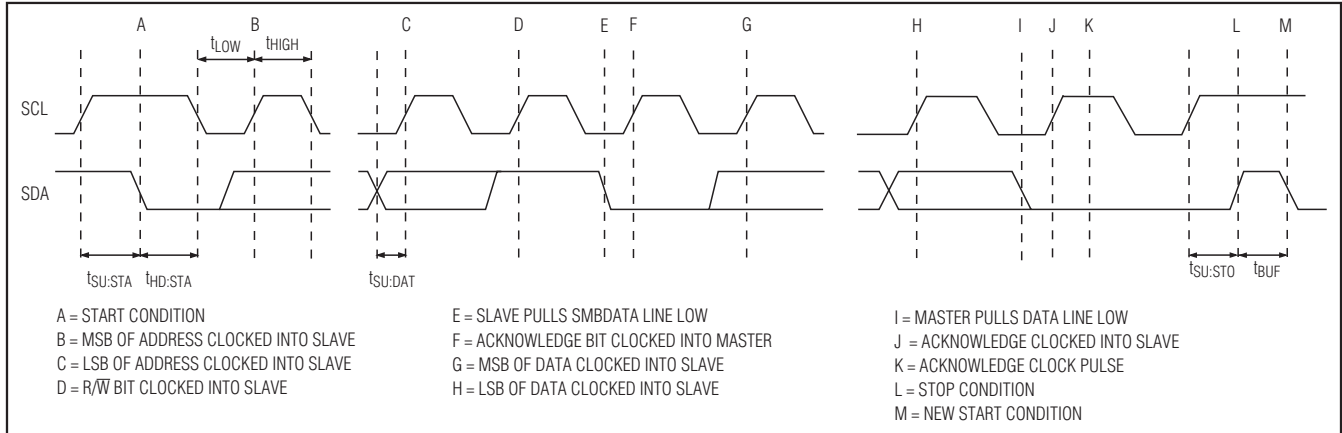 A B C D E F G H I J K L M
tLOW tHIGH
SCL
SDA
tSU:STA tHD:STA tSU:DAT tSU:STO tBUF
A = START CONDITION
B = MSB OF ADDRESS CLOCKED INTO SLAVE
C = LSB OF ADDRESS CLOCKED INTO SLAVE
D = R/W̅ BIT CLOCKED INTO SLAVE
E = SLAVE PULLS SMBDATA LINE LOW
F = ACKNOWLEDGE BIT CLOCKED INTO MASTER
G = MSB OF DATA CLOCKED INTO SLAVE
H = LSB OF DATA CLOCKED INTO SLAVE
I = MASTER PULLS DATA LINE LOW
J = ACKNOWLEDGE CLOCKED INTO SLAVE
K = ACKNOWLEDGE CLOCK PULSE
L = STOP CONDITION
M = NEW START CONDITION